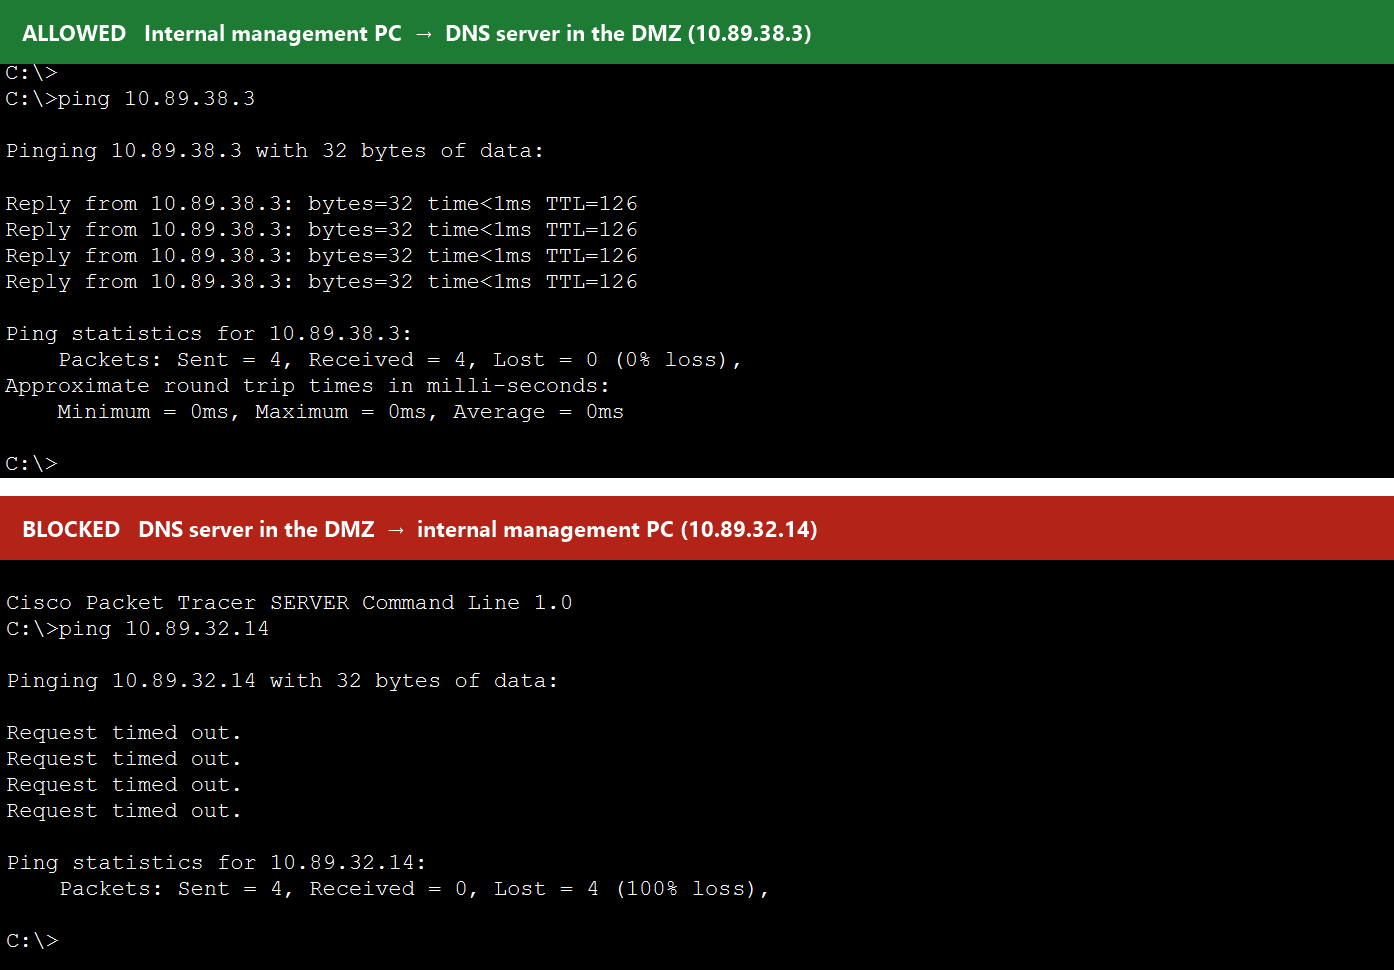 ALLOWED Internal management PC → DNS server in the DMZ (10.89.38.3)
C:\>
C:\>ping 10.89.38.3
Pinging 10.89.38.3 with 32 bytes of data:
Reply from 10.89.38.3: bytes=32 time<1ms TTL=126
Reply from 10.89.38.3: bytes=32 time<1ms TTL=126
Reply from 10.89.38.3: bytes=32 time<1ms TTL=126
Reply from 10.89.38.3: bytes=32 time<1ms TTL=126
Ping statistics for 10.89.38.3:
Packets: Sent = 4, Received = 4, Lost = 0 (0% loss),
Approximate round trip times in milli-seconds:
Minimum = 0ms, Maximum = 0ms, Average = 0ms
C:\>
BLOCKED DNS server in the DMZ → internal management PC (10.89.32.14)
Cisco Packet Tracer SERVER Command Line 1.0
C:\>ping 10.89.32.14
Pinging 10.89.32.14 with 32 bytes of data:
Request timed out.
Request timed out.
Request timed out.
Request timed out.
Ping statistics for 10.89.32.14:
Packets: Sent = 4, Received = 0, Lost = 4 (100% loss),
C:\>